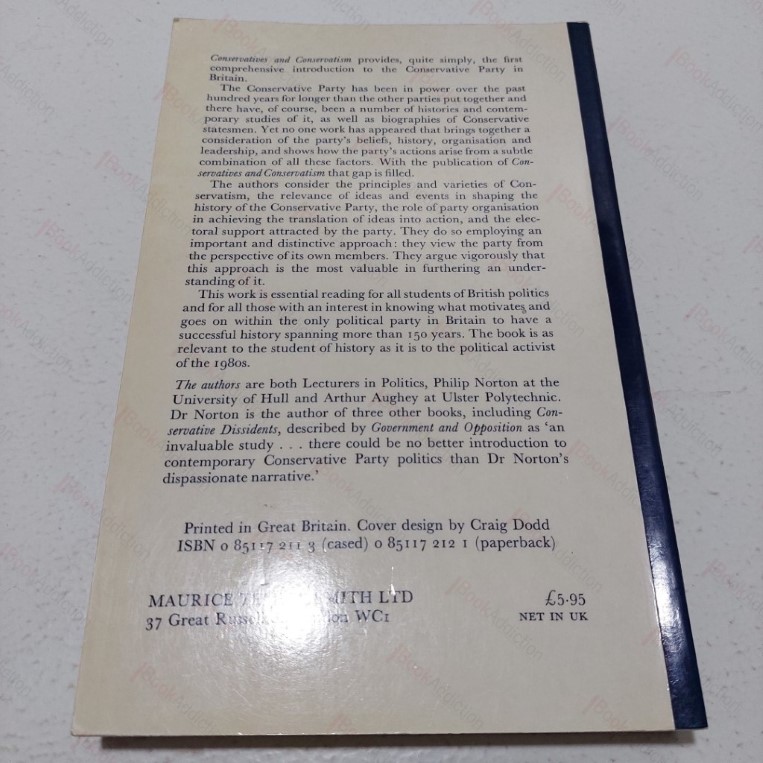 Conservatives and Conservatism provides, quite simply, the first
comprehensive introduction to the Conservative Party in
Britain.
The Conservative Party has been in power over the past
hundred years for longer than the other parties put together and
there have, of course, been a number of histories and contem-
porary studies of it, as well as biographies of Conservative
statesmen. Yet no one work has appeared that brings together a
consideration of the party's beliefs, history, organisation and
leadership, and shows how the party's actions arise from a subtle
combination of all these factors. With the publication of Con-
servatives and Conservatism that gap is filled.
The authors consider the principles and varieties of Con-
servatism, the relevance of ideas and events in shaping the
history of the Conservative Party, the role of party organisation
in achieving the translation of ideas into action, and the elec-
toral support attracted by the party. They do so employing an
important and distinctive approach: they view the party from
the perspective of its own members. They argue vigorously that
this approach is the most valuable in furthering an under-
standing of it.
This work is essential reading for all students of British politics
and for all those with an interest in knowing what motivates and
goes on within the only political party in Britain to have a
successful history spanning more than 150 years. The book is as
relevant to the student of history as it is to the political activist
of the 1980s.
The authors are both Lecturers in Politics, Philip Norton at the
University of Hull and Arthur Aughey at Ulster Polytechnic.
Dr Norton is the author of three other books, including Con-
servative Dissidents, described by Government and Opposition as 'an
invaluable study . . . there could be no better introduction to
contemporary Conservative Party politics than Dr Norton's
dispassionate narrative.'
Printed in Great Britain. Cover design by Craig Dodd
ISBN 0 85117 211 3 (cased) 0 85117 212 1 (paperback)
MAURICE SMITH LTD £5.95
37 Great WC1 NET IN UK